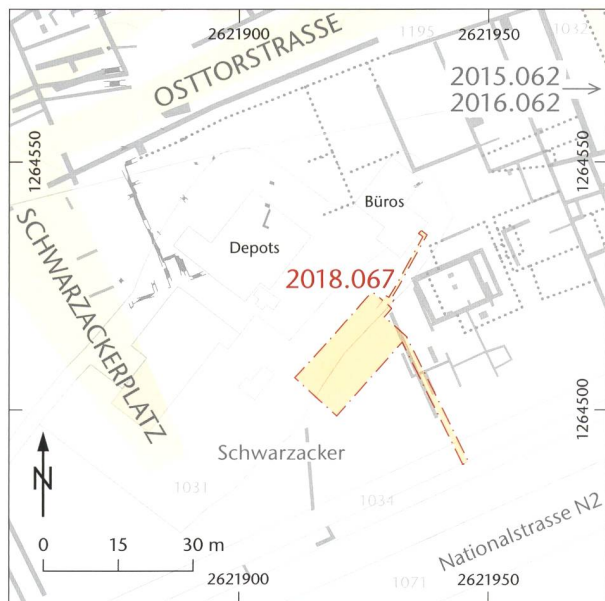 2621900
2621950
1195
1032
OSTTORSTRASSE
2015.062
2016.062
1264550
1264550
SCHWARZACKERPLATZ
Büros
Depots
2018.067
1264500
Schwarzacker
1031
1034
N
Nationalstrasse N2
0 15 30 m
2621900
2621950
1071